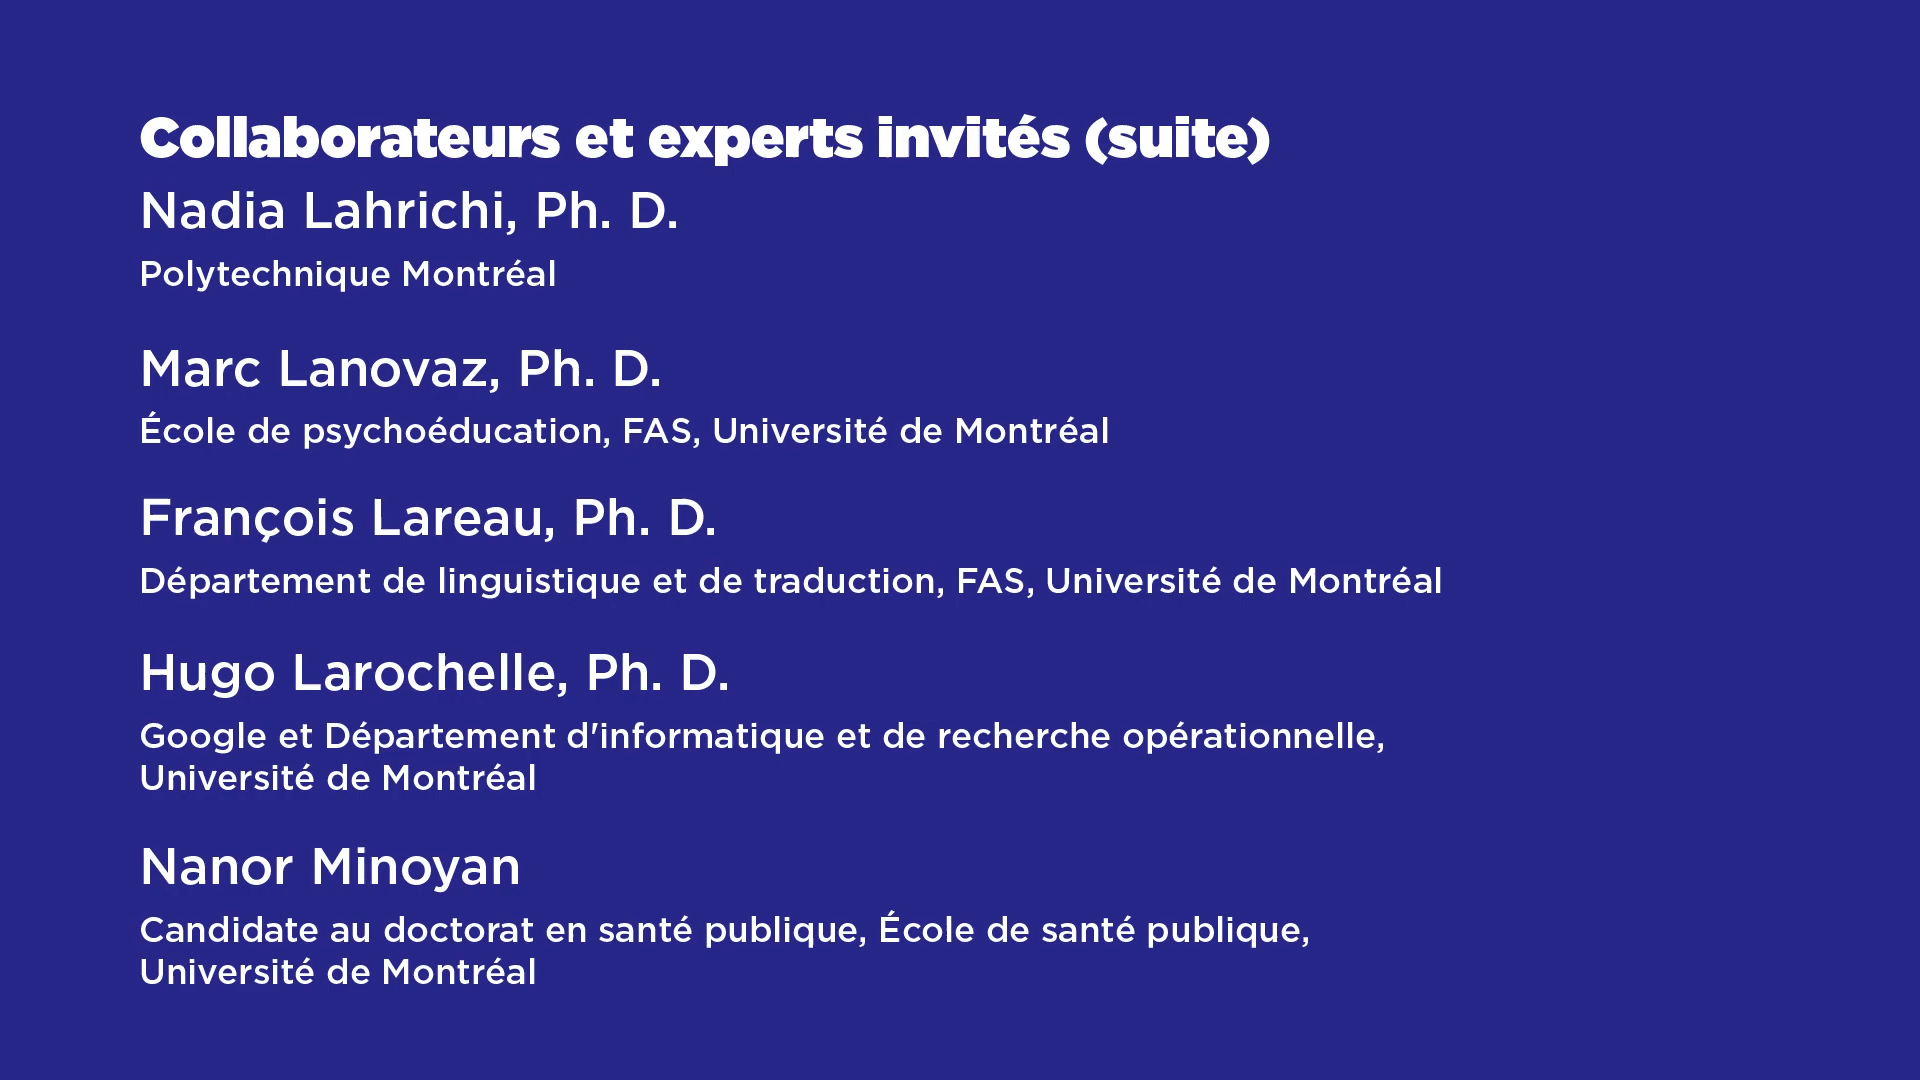 Collaborateurs et experts invités (suite)
Nadia Lahrichi, Ph. D.
Polytechnique Montréal
Marc Lanovaz, Ph. D.
École de psychoéducation, FAS, Université de Montréal
François Lareau, Ph. D.
Département de linguistique et de traduction, FAS, Université de Montréal
Hugo Larochelle, Ph. D.
Google et Département d'informatique et de recherche opérationnelle,
Université de Montréal
Nanor Minoyan
Candidate au doctorat en santé publique, École de santé publique,
Université de Montréal